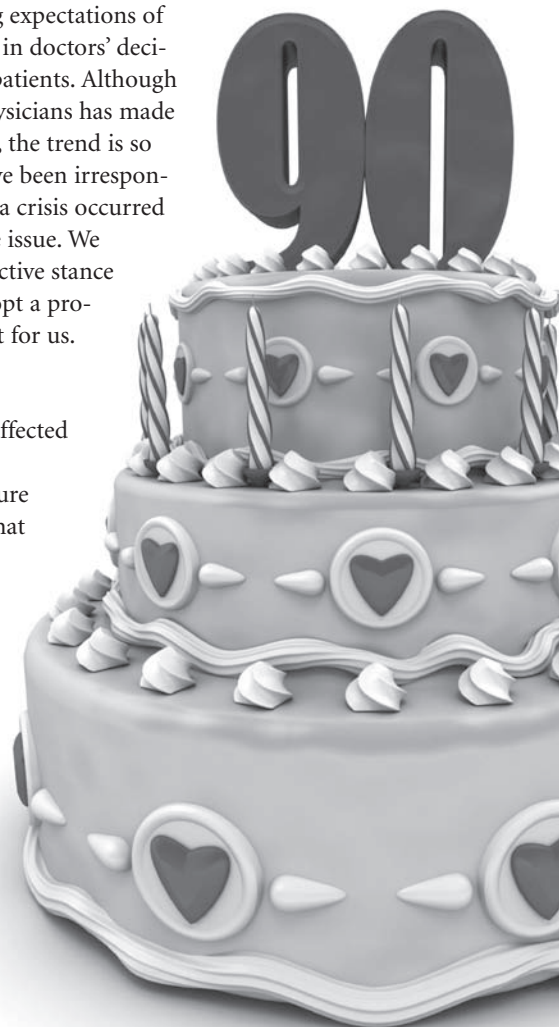 g expectations of
in doctors’ deci-
patients. Although
ysicians has made
, the trend is so
ve been irrespon-
a crisis occurred
e issue. We
ctive stance
opt a pro-
t for us.
ffected
ure
hat
90